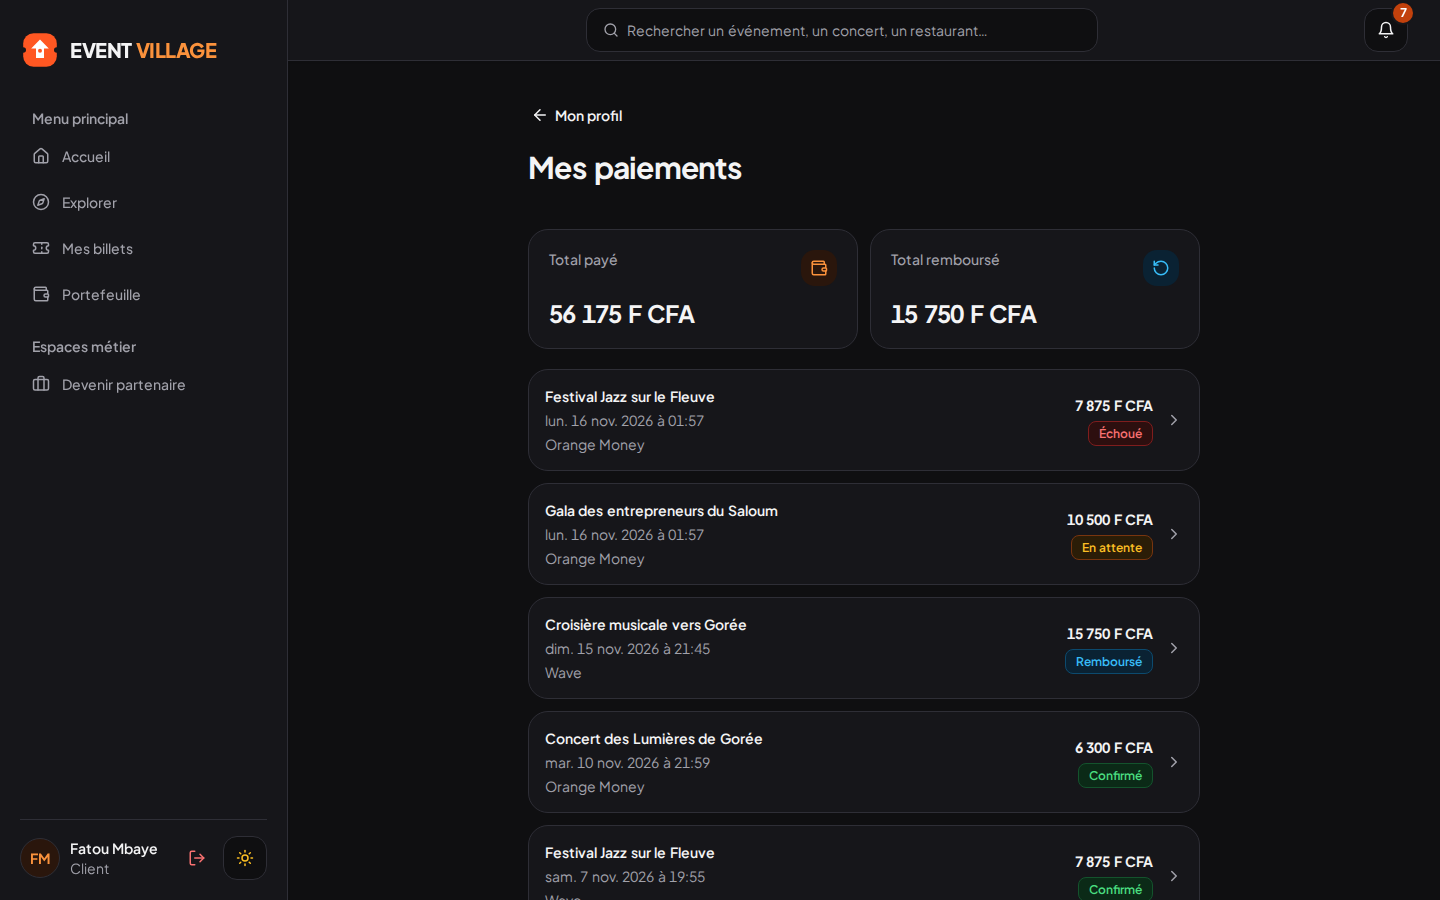 EVENT VILLAGE
Menu principal
Accueil
Explorer
Mes billets
Portefeuille
Espaces métier
Devenir partenaire
FM
Fatou Mbaye
Client
Rechercher un événement, un concert, un restaurant…
7
Mon profil
Mes paiements
Total payé
56 175 F CFA
Total remboursé
15 750 F CFA
Festival Jazz sur le Fleuve
lun. 16 nov. 2026 à 01:57
Orange Money
7 875 F CFA
Échoué
Gala des entrepreneurs du Saloum
lun. 16 nov. 2026 à 01:57
Orange Money
10 500 F CFA
En attente
Croisière musicale vers Gorée
dim. 15 nov. 2026 à 21:45
Wave
15 750 F CFA
Remboursé
Concert des Lumières de Gorée
mar. 10 nov. 2026 à 21:59
Orange Money
6 300 F CFA
Confirmé
Festival Jazz sur le Fleuve
sam. 7 nov. 2026 à 19:55
Wave
7 875 F CFA
Confirmé